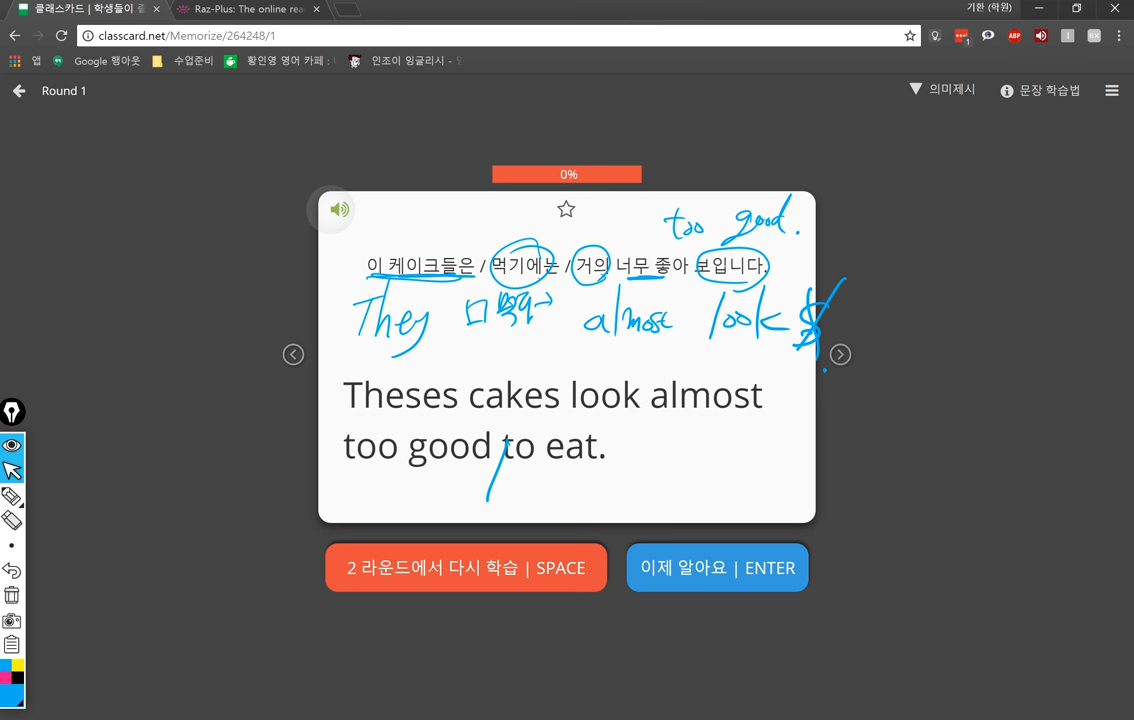 클래스카드 | 학생들이 클
Raz-Plus: The online rea
기환 (학원)
classcard.net/Memorize/264248/1
1
ABP
앱
Google 행아웃
수업준비
황인영 영어 카페 :
인조이 잉글리시 -
Round 1
의미제시
문장 학습법
0%
too good.
이 케이크들은 / 먹기에는 / 거의 너무 좋아 보입니다.
They almost look
Theses cakes look almost
too good to eat.
2 라운드에서 다시 학습 | SPACE
이제 알아요 | ENTER